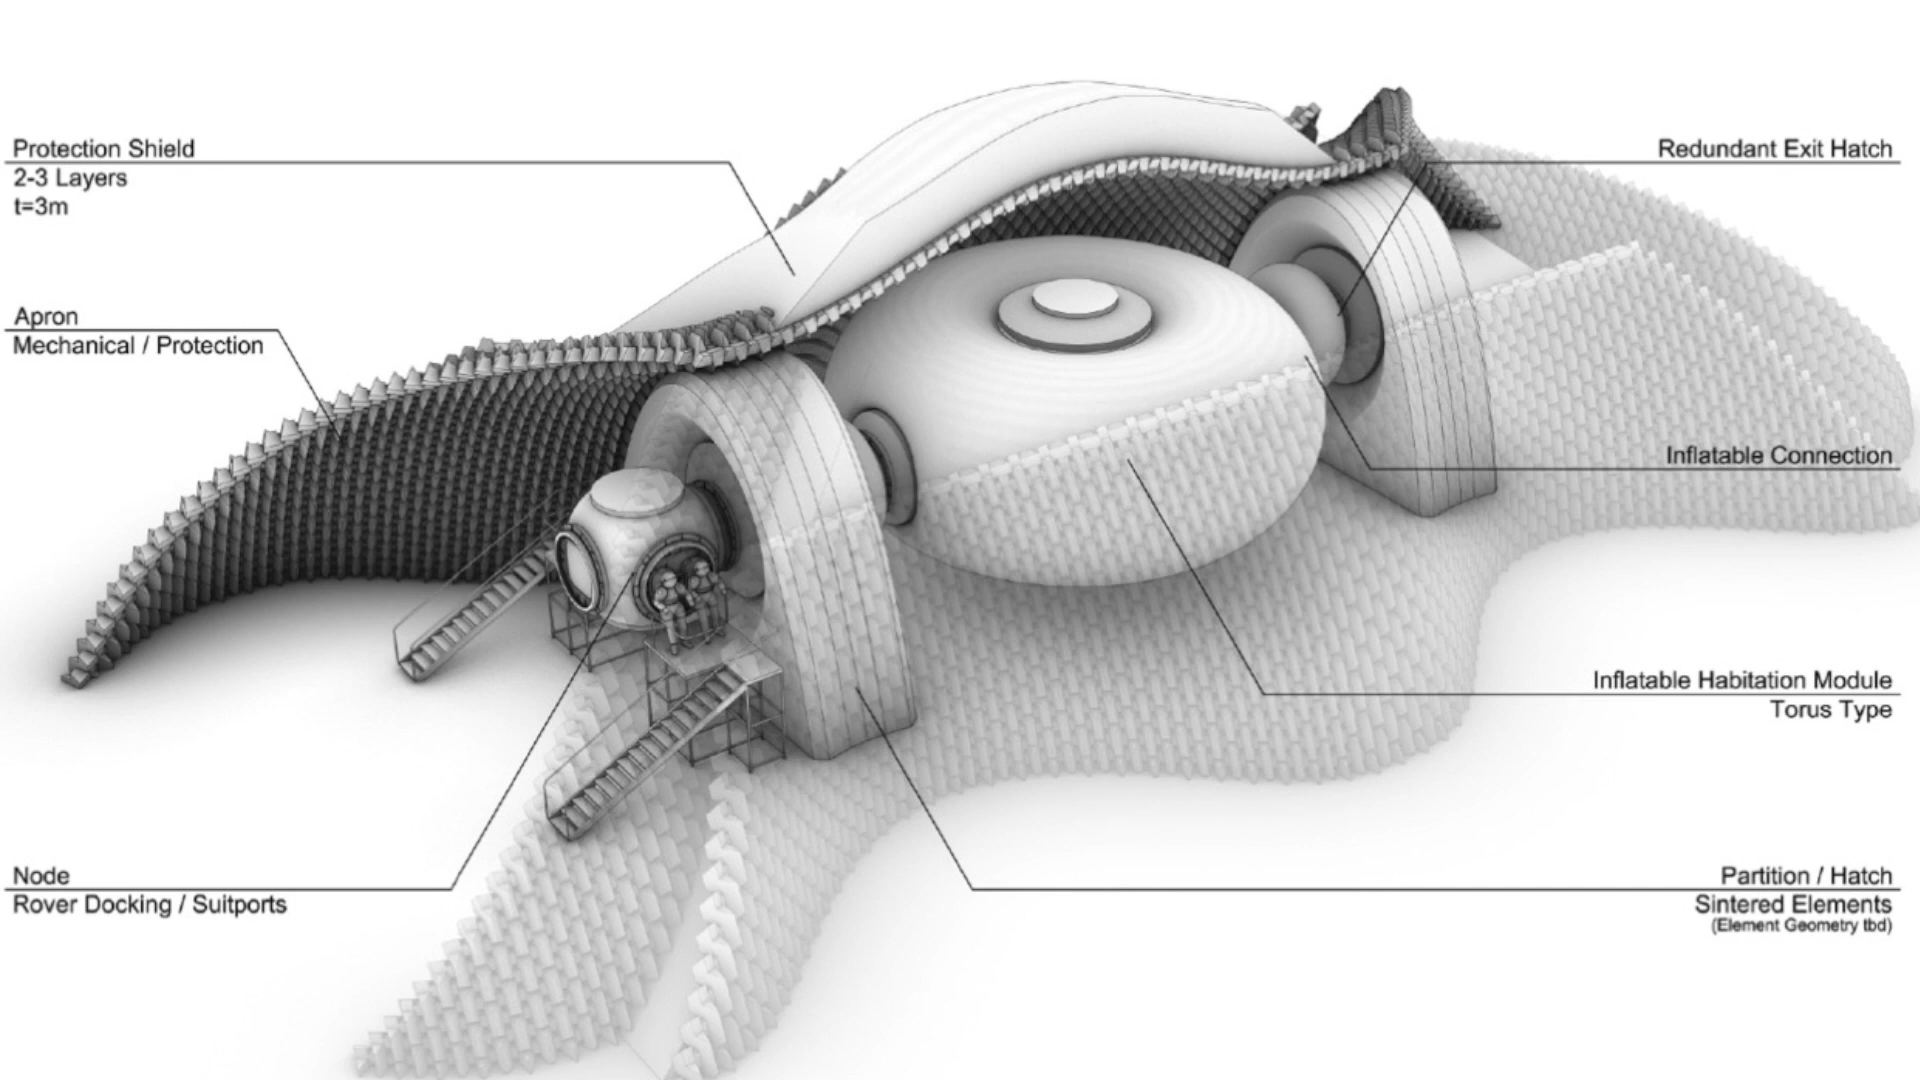 Protection Shield
2-3 Layers
t=3m
Apron
Mechanical / Protection
Node
Rover Docking / Suitports
Redundant Exit Hatch
Inflatable Connection
Inflatable Habitation Module
Torus Type
Partition / Hatch
Sintered Elements
(Element Geometry tbd)